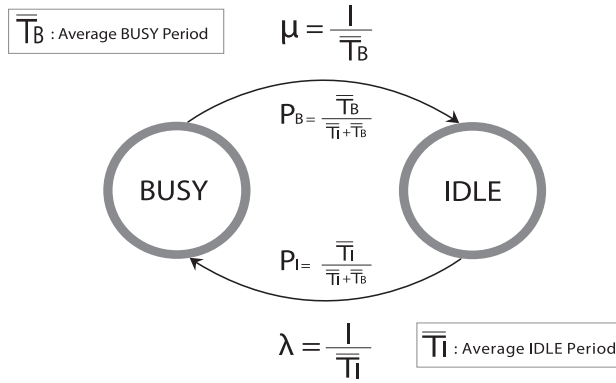 T̅B : Average BUSY Period
μ = 1 / T̅B
PB = T̅B / T̅I + T̅B
BUSY
IDLE
PI = T̅I / T̅I + T̅B
λ = 1 / T̅I
T̅I : Average IDLE Period